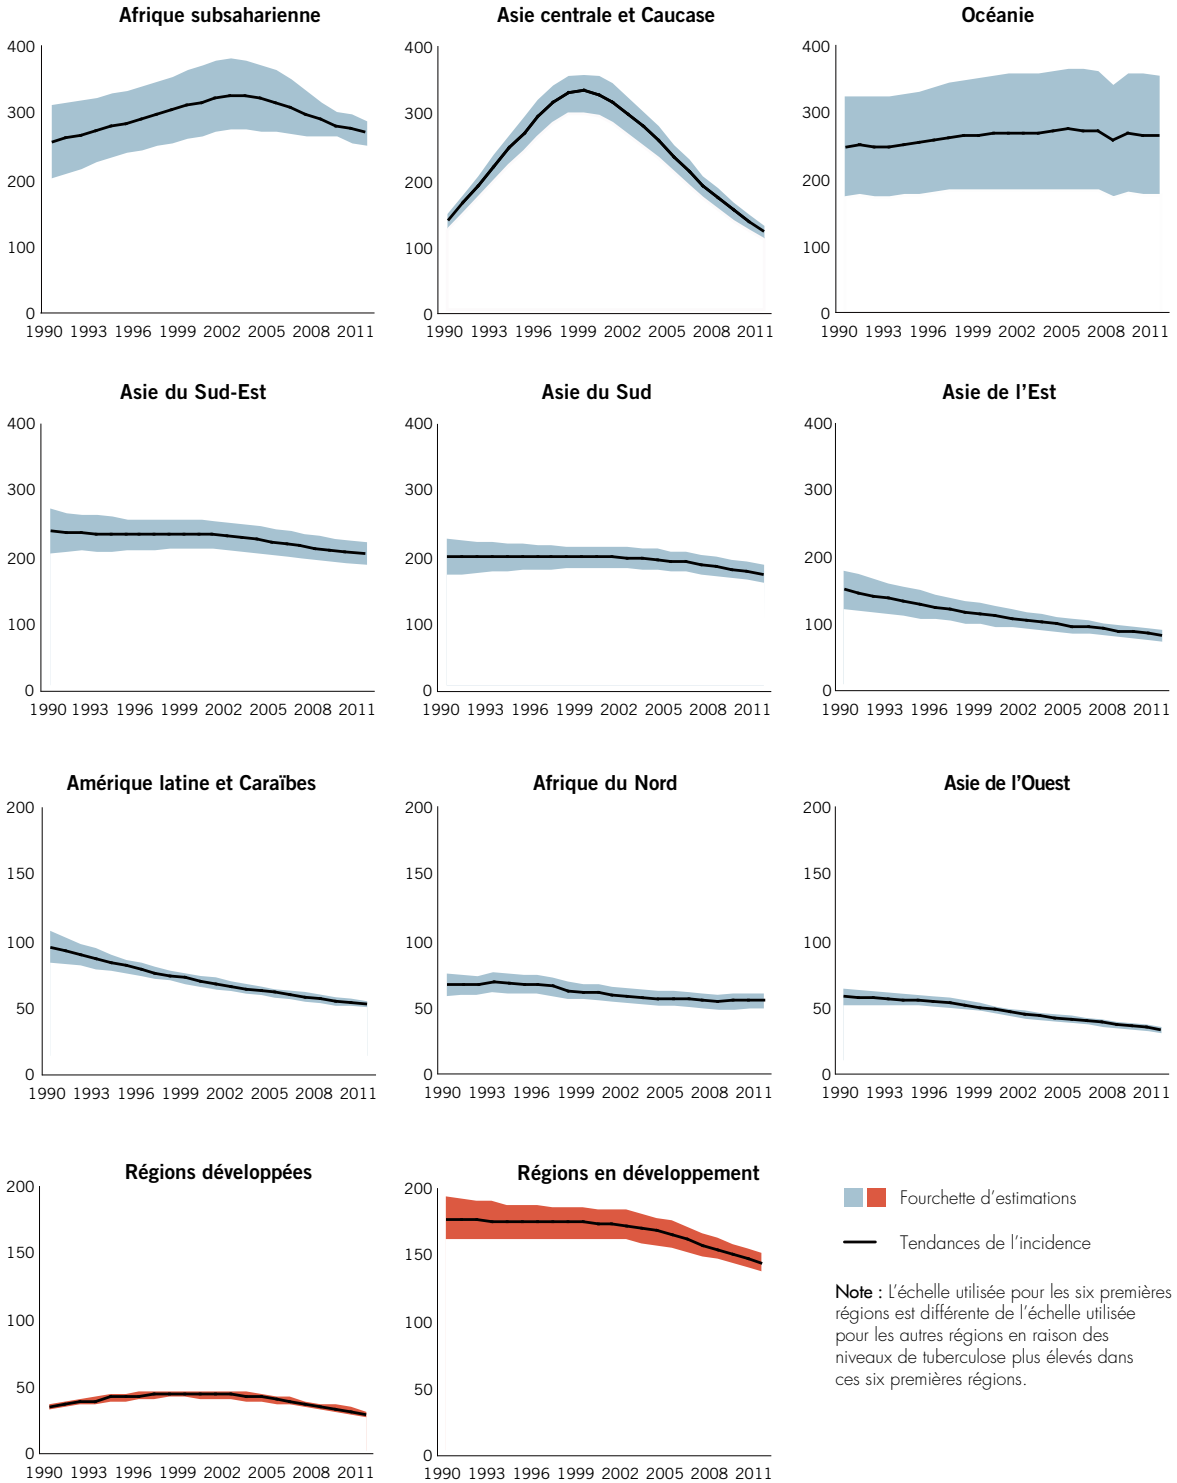 Afrique subsaharienne
400
300
200
100
0
1990 1993 1996 1999 2002 2005 2008 2011
Asie centrale et Caucase
400
300
200
100
0
1990 1993 1996 1999 2002 2005 2008 2011
Océanie
400
300
200
100
0
1990 1993 1996 1999 2002 2005 2008 2011
Asie du Sud-Est
400
300
200
100
0
1990 1993 1996 1999 2002 2005 2008 2011
Asie du Sud
400
300
200
100
0
1990 1993 1996 1999 2002 2005 2008 2011
Asie de l’Est
400
300
200
100
0
1990 1993 1996 1999 2002 2005 2008 2011
Amérique latine et Caraïbes
200
150
100
50
0
1990 1993 1996 1999 2002 2005 2008 2011
Afrique du Nord
200
150
100
50
0
1990 1993 1996 1999 2002 2005 2008 2011
Asie de l’Ouest
200
150
100
50
0
1990 1993 1996 1999 2002 2005 2008 2011
Régions développées
200
150
100
50
0
1990 1993 1996 1999 2002 2005 2008 2011
Régions en développement
200
150
100
50
0
1990 1993 1996 1999 2002 2005 2008 2011
Fourchette d’estimations
Tendances de l’incidence
Note : L’échelle utilisée pour les six premières
régions est différente de l’échelle utilisée
pour les autres régions en raison des
niveaux de tuberculose plus élevés dans
ces six premières régions.